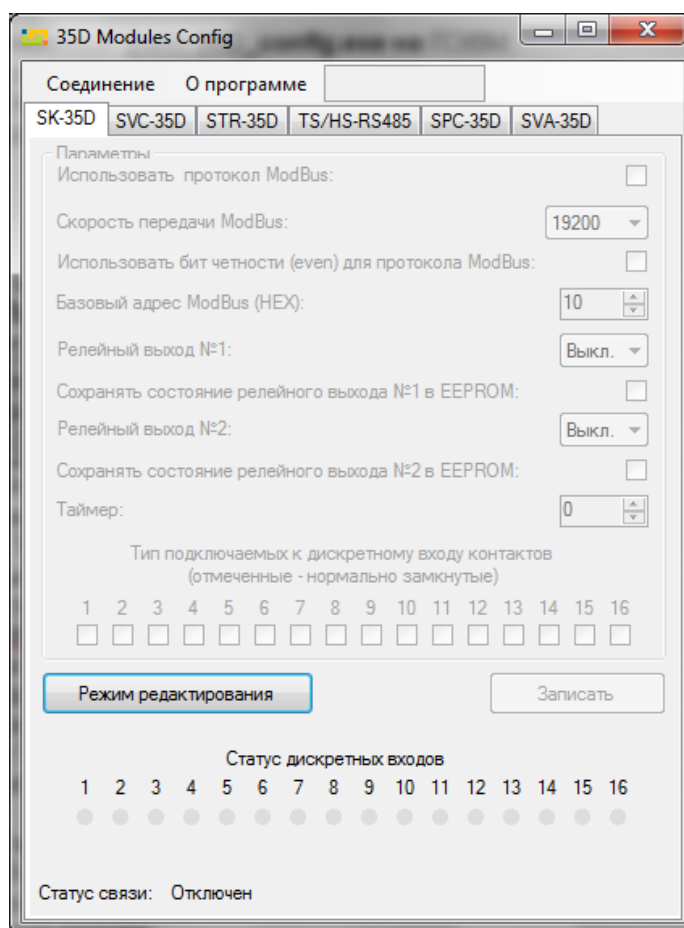 35D Modules Config
Соединение О программе
SK-35D SVC-35D STR-35D TS/HS-RS485 SPC-35D SVA-35D
Параметры
Использовать протокол ModBus:
Скорость передачи ModBus: 19200
Использовать бит четности (even) для протокола ModBus:
Базовый адрес ModBus (HEX): 10
Релейный выход №1: Выкл.
Сохранять состояние релейного выхода №1 в EEPROM:
Релейный выход №2: Выкл.
Сохранять состояние релейного выхода №2 в EEPROM:
Таймер: 0
Тип подключаемых к дискретному входу контактов
(отмеченные - нормально замкнутые)
1 2 3 4 5 6 7 8 9 10 11 12 13 14 15 16
Режим редактирования Записать
Статус дискретных входов
1 2 3 4 5 6 7 8 9 10 11 12 13 14 15 16
Статус связи: Отключен